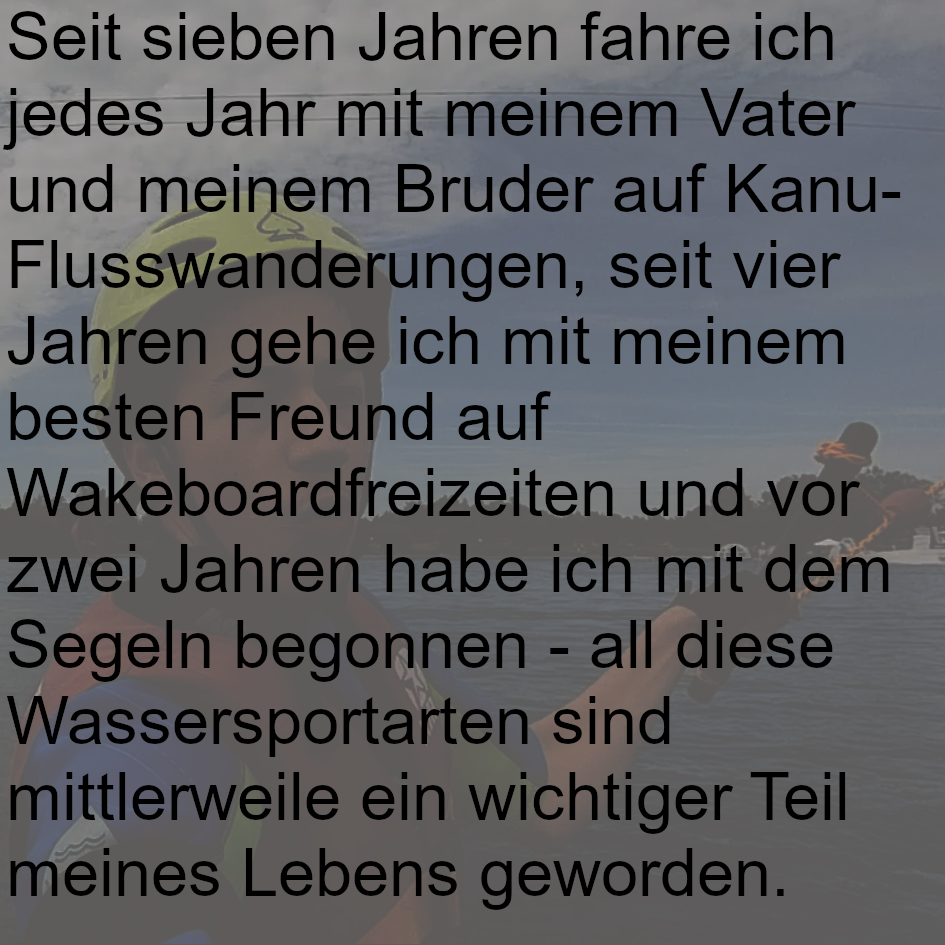 Seit sieben Jahren fahre ich
jedes Jahr mit meinem Vater
und meinem Bruder auf Kanu-
Flusswanderungen, seit vier
Jahren gehe ich mit meinem
besten Freund auf
Wakeboardfreizeiten und vor
zwei Jahren habe ich mit dem
Segeln begonnen - all diese
Wassersportarten sind
mittlerweile ein wichtiger Teil
meines Lebens geworden.